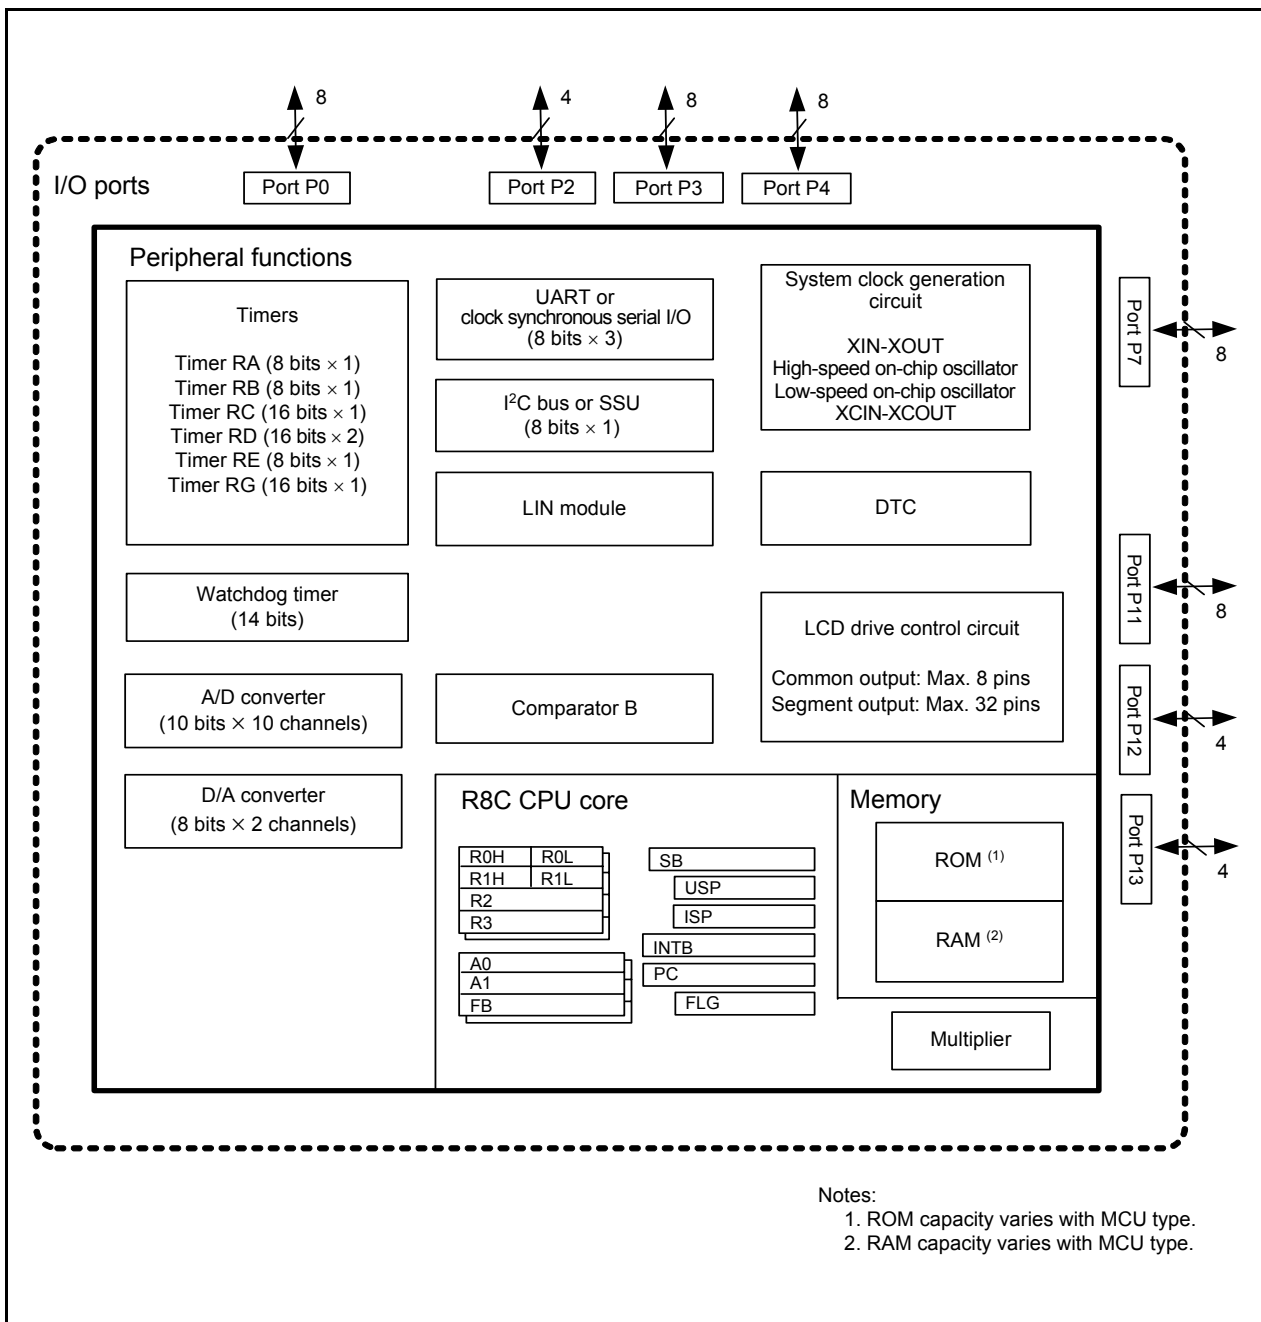 8
4
8
8
I/O ports
Port P0
Port P2
Port P3
Port P4
Peripheral functions
Timers
Timer RA (8 bits × 1)
Timer RB (8 bits × 1)
Timer RC (16 bits × 1)
Timer RD (16 bits × 2)
Timer RE (8 bits × 1)
Timer RG (16 bits × 1)
UART or
clock synchronous serial I/O
(8 bits × 3)
I²C bus or SSU
(8 bits × 1)
LIN module
System clock generation
circuit
XIN-XOUT
High-speed on-chip oscillator
Low-speed on-chip oscillator
XCIN-XCOUT
DTC
Port P7
8
Watchdog timer
(14 bits)
LCD drive control circuit
Common output: Max. 8 pins
Segment output: Max. 32 pins
Port P11
8
A/D converter
(10 bits × 10 channels)
Comparator B
Port P12
4
D/A converter
(8 bits × 2 channels)
R8C CPU core
R0H R0L
R1H R1L
R2
R3
A0
A1
FB
SB
USP
ISP
INTB
PC
FLG
Memory
ROM (1)
RAM (2)
Multiplier
Port P13
4
Notes:
1. ROM capacity varies with MCU type.
2. RAM capacity varies with MCU type.